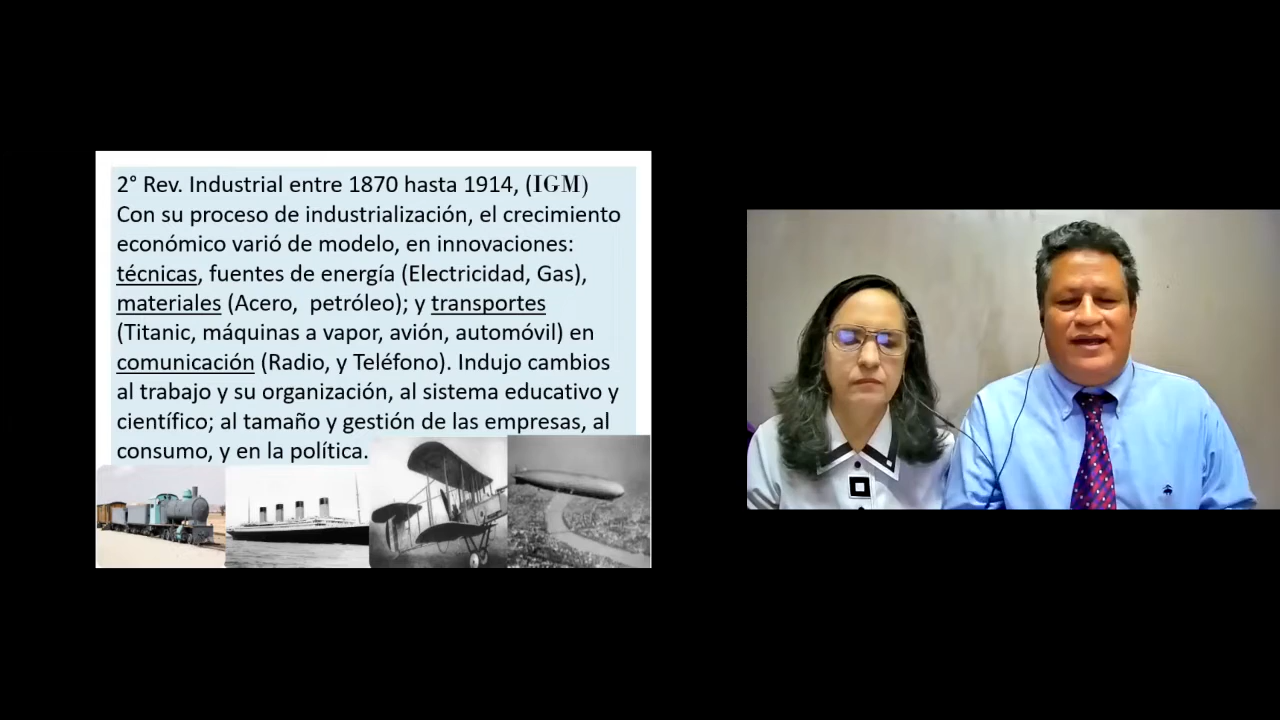 2° Rev. Industrial entre 1870 hasta 1914, (IGM)
Con su proceso de industrialización, el crecimiento
económico varió de modelo, en innovaciones:
técnicas, fuentes de energía (Electricidad, Gas),
materiales (Acero, petróleo); y transportes
(Titanic, máquinas a vapor, avión, automóvil) en
comunicación (Radio, y Teléfono). Indujo cambios
al trabajo y su organización, al sistema educativo y
científico; al tamaño y gestión de las empresas, al
consumo, y en la política.